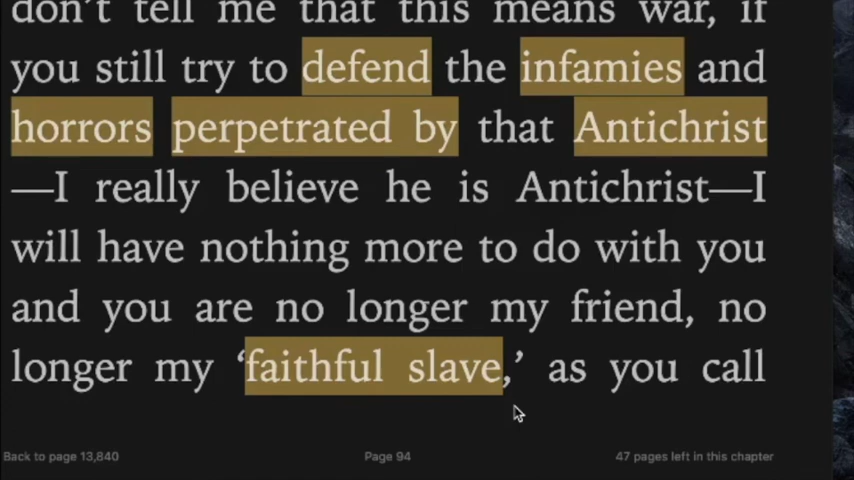 don’t tell me that this means war, if
you still try to defend the infamies and
horrors perpetrated by that Antichrist
—I really believe he is Antichrist—I
will have nothing more to do with you
and you are no longer my friend, no
longer my ‘faithful slave,’ as you call
Back to page 13,840 Page 94 47 pages left in this chapter